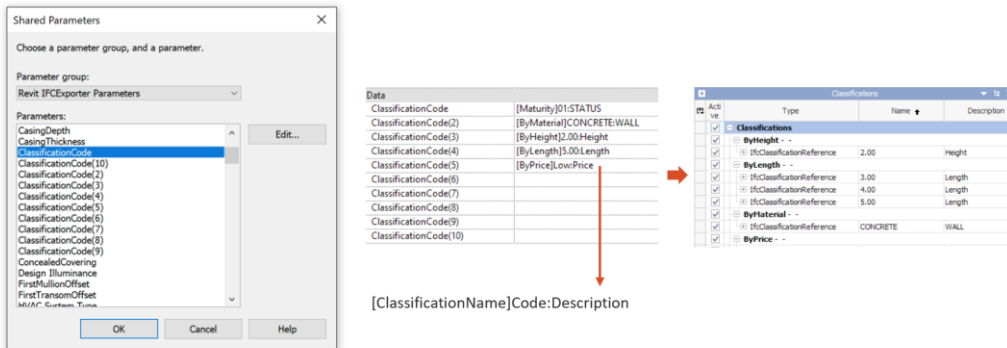 Shared Parameters
Choose a parameter group, and a parameter.
Parameter group:
Revit IFCExporter Parameters
Parameters:
CasingDepth
CasingThickness
ClassificationCode
ClassificationCode(10)
ClassificationCode(2)
ClassificationCode(3)
ClassificationCode(4)
ClassificationCode(5)
ClassificationCode(6)
ClassificationCode(7)
ClassificationCode(8)
ClassificationCode(9)
ConcealedCovering
Design Illuminance
FirstMullionOffset
FirstTransomOffset
HVAC System Type
Edit...
OK Cancel Help
Data
ClassificationCode [Maturity]01:STATUS
ClassificationCode(2) [ByMaterial]CONCRETE:WALL
ClassificationCode(3) [ByHeight]2.00:Height
ClassificationCode(4) [ByLength]5.00:Length
ClassificationCode(5) [ByPrice]Low:Price
ClassificationCode(6)
ClassificationCode(7)
ClassificationCode(8)
ClassificationCode(9)
ClassificationCode(10)
[ClassificationName]Code:Description
Classifications
Active Type Name Description
Classifications
ByHeight - -
IfcClassificationReference 2.00 Height
ByLength - -
IfcClassificationReference 3.00 Length
IfcClassificationReference 4.00 Length
IfcClassificationReference 5.00 Length
ByMaterial - -
IfcClassificationReference CONCRETE WALL
ByPrice - -